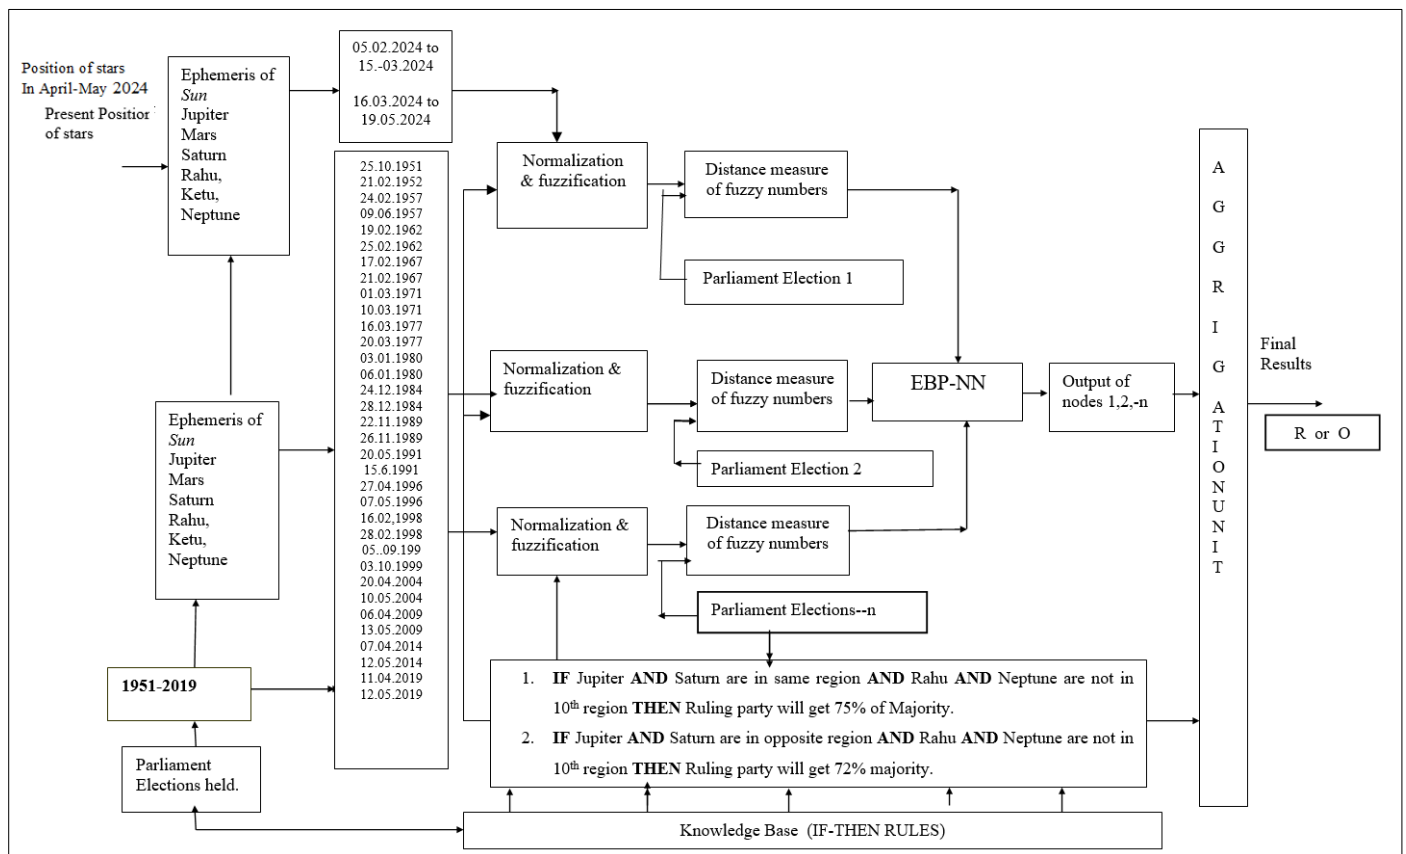 Position of stars
In April-May 2024
Present Position
of stars
Ephemeris of
Sun
Jupiter
Mars
Saturn
Rahu,
Ketu,
Neptune
05.02.2024 to
15.-03.2024
16.03.2024 to
19.05.2024
25.10.1951
21.02.1952
24.02.1957
09.06.1957
19.02.1962
25.02.1962
17.02.1967
21.02.1967
01.03.1971
10.03.1971
16.03.1977
20.03.1977
03.01.1980
06.01.1980
24.12.1984
28.12.1984
22.11.1989
26.11.1989
20.05.1991
15.6.1991
27.04.1996
07.05.1996
16.02,1998
28.02.1998
05..09.199
03.10.1999
20.04.2004
10.05.2004
06.04.2009
13.05.2009
07.04.2014
12.05.2014
11.04.2019
12.05.2019
Ephemeris of
Sun
Jupiter
Mars
Saturn
Rahu,
Ketu,
Neptune
1951-2019
Parliament
Elections held.
Normalization
& fuzzification
Distance measure
of fuzzy numbers
Parliament Election 1
Normalization &
fuzzification
Distance measure
of fuzzy numbers
Parliament Election 2
Normalization &
fuzzification
Distance measure
of fuzzy numbers
Parliament Elections--n
EBP-NN
Output of
nodes 1,2,-n
A
G
G
R
I
G
A
T
I
O
N
U
N
I
T
Final
Results
R or O
1. IF Jupiter AND Saturn are in same region AND Rahu AND Neptune are not in
10th region THEN Ruling party will get 75% of Majority.
2. IF Jupiter AND Saturn are in opposite region AND Rahu AND Neptune are not in
10th region THEN Ruling party will get 72% majority.
Knowledge Base (IF-THEN RULES)